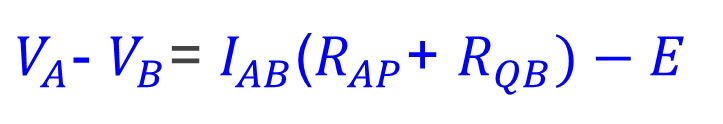 V_A - V_B = I_AB(R_AP + R_QB) − E